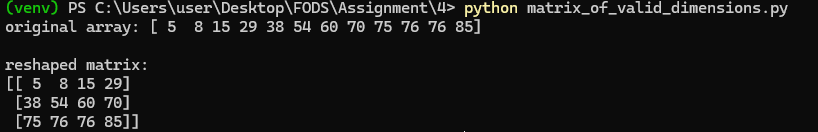 (venv) PS C:\Users\user\Desktop\FODS\Assignment\4> python matrix_of_valid_dimensions.py
original array: [ 5  8 15 29 38 54 60 70 75 76 76 85]
reshaped matrix:
[[ 5  8 15 29]
 [38 54 60 70]
 [75 76 76 85]]